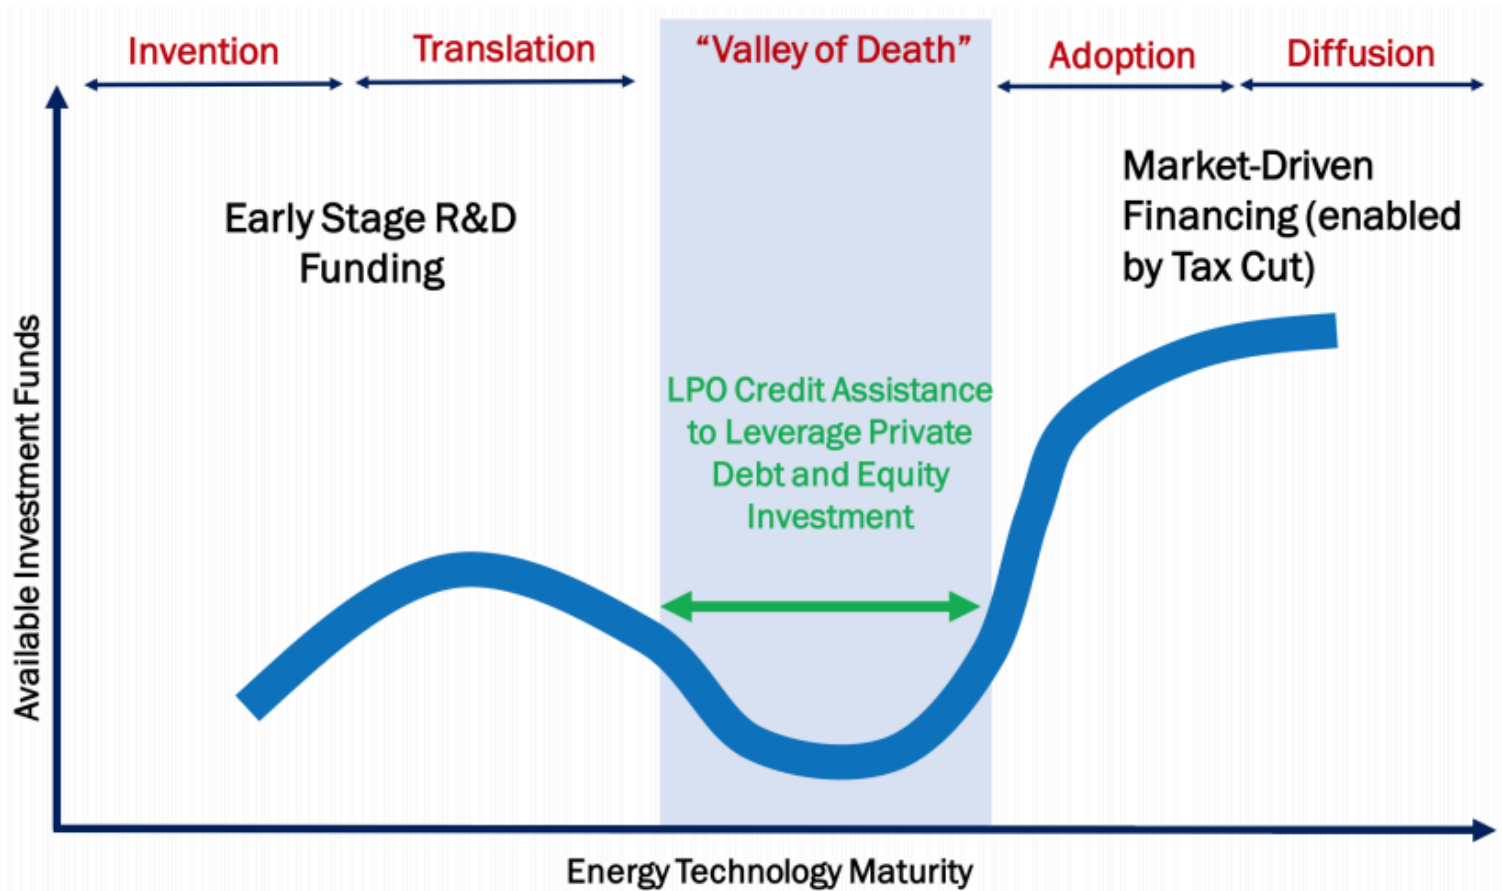 Invention
Translation
“Valley of Death”
Adoption
Diffusion
Early Stage R&D
Funding
Market-Driven
Financing (enabled
by Tax Cut)
LPO Credit Assistance
to Leverage Private
Debt and Equity
Investment
Available Investment Funds
Energy Technology Maturity